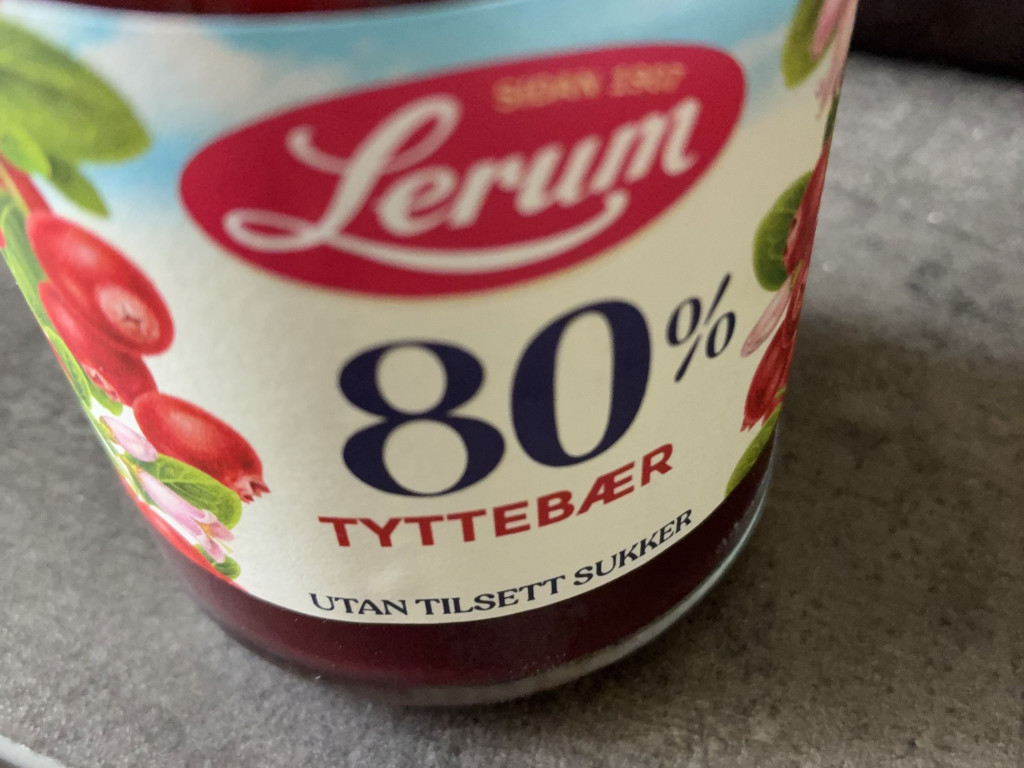 SIDAN 1907
Lerum
80%
TYTTEBÆR
UTAN TILSETT SUKKER